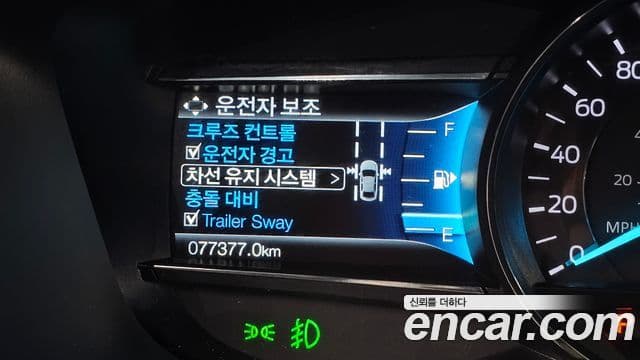 운전자 보조
크루즈 컨트롤
운전자 경고
차선 유지 시스템 >
충돌 대비
Trailer Sway
077377.0km
F
E
80
60
40
20
0
20
MPH
신뢰를 더하다
encar.com